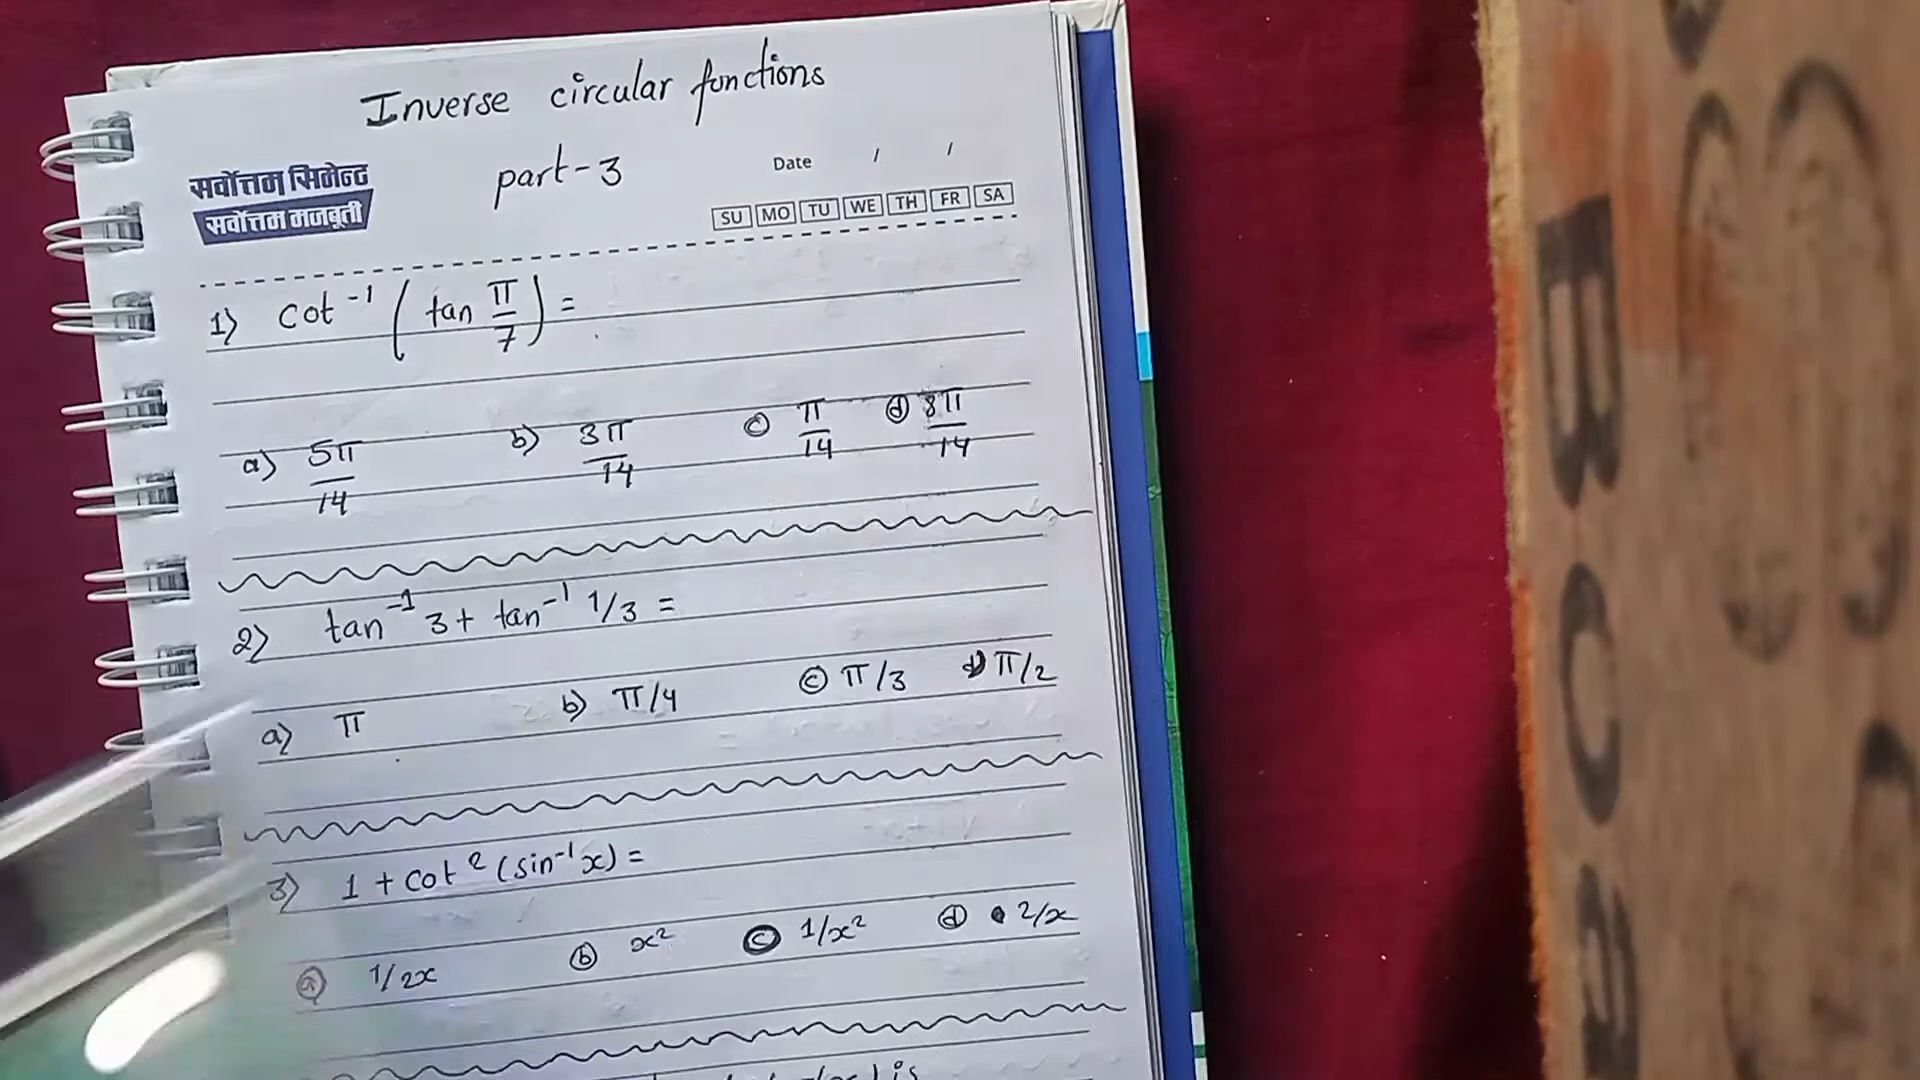 Inverse circular functions
part-3
सर्वोत्तम सिमेन्ट
सर्वोत्तम मजबूती
Date / /
SU MO TU WE TH FR SA
1) cot⁻¹ (tan π/7) =
a) 5π/14 b) 3π/14 c) π/14 d) 8π/14
2) tan⁻¹ 3 + tan⁻¹ 1/3 =
a) π b) π/4 c) π/3 d) π/2
3) 1 + cot² (sin⁻¹x) =
a) 1/2x b) x² c) 1/x² d) 2/x
is
B
C